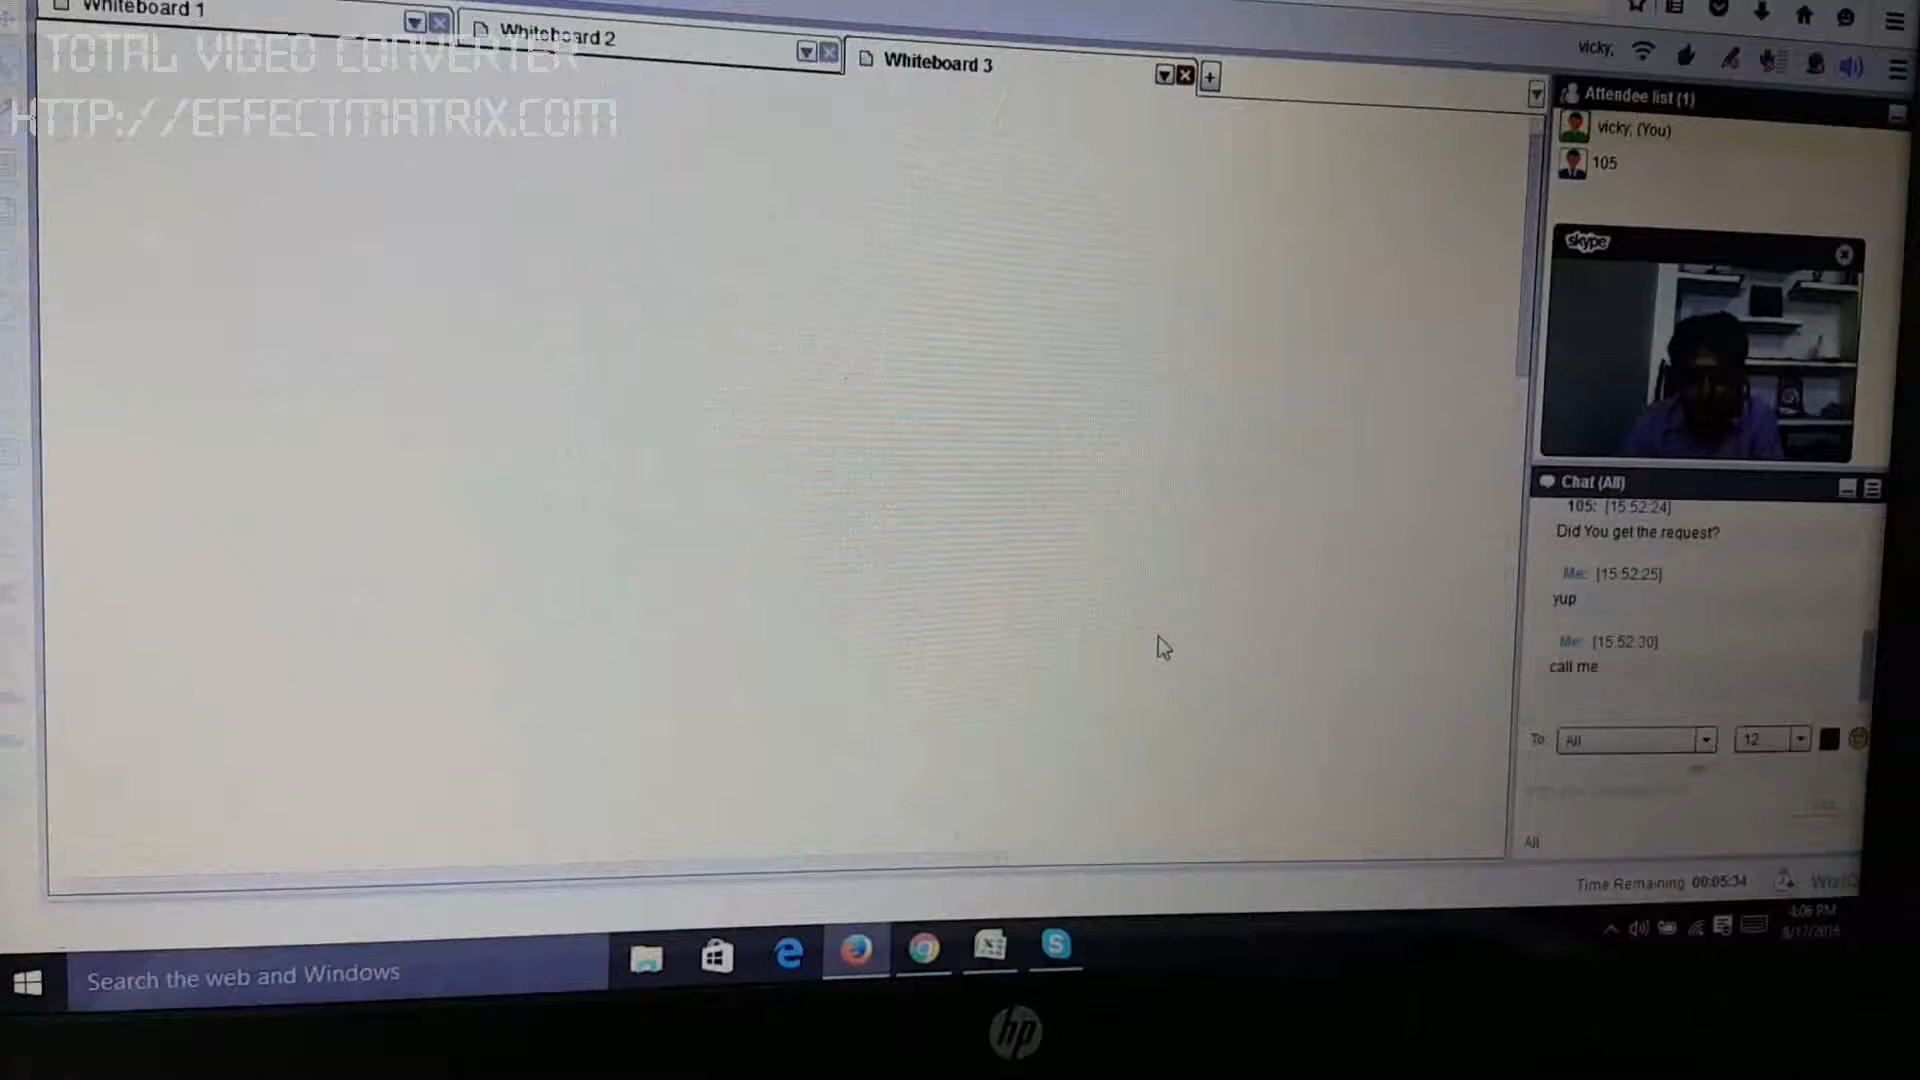 Whiteboard 1
Whiteboard 2
Whiteboard 3
TOTAL VIDEO CONVERTER
HTTP://EFFECTMATRIX.COM
vicky,
Attendee list (1)
vicky, (You)
105
skype
Chat (All)
105: [15:52:24]
Did You get the request?
Me: [15:52:25]
yup
Me: [15:52:30]
call me
To All 12
All
Time Remaining 00:05:34
4:06 PM
Search the web and Windows
hp